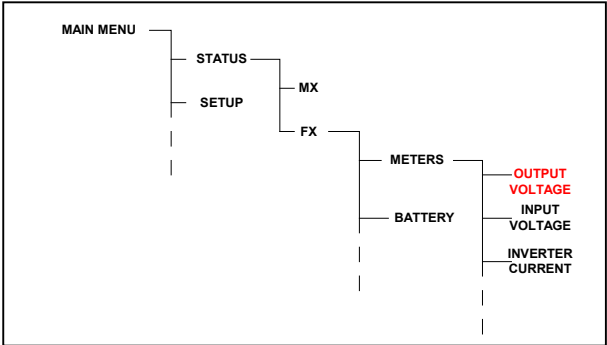 MAIN MENU
STATUS
SETUP
MX
FX
METERS
BATTERY
OUTPUT
VOLTAGE
INPUT
VOLTAGE
INVERTER
CURRENT